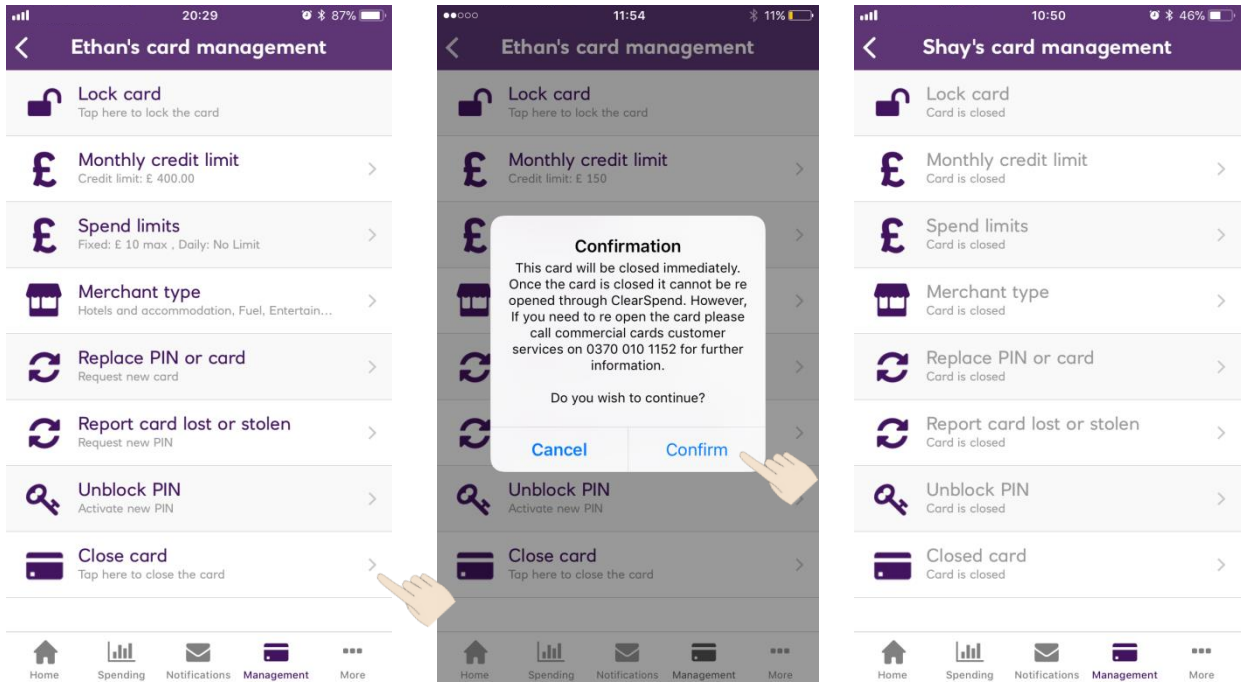 20:29
87%
Ethan's card management
Lock card
Tap here to lock the card
Monthly credit limit
Credit limit: £ 400.00
Spend limits
Fixed: £ 10 max , Daily: No Limit
Merchant type
Hotels and accommodation, Fuel, Entertain...
Replace PIN or card
Request new card
Report card lost or stolen
Request new PIN
Unblock PIN
Activate new PIN
Close card
Tap here to close the card
Home Spending Notifications Management More
11:54
11%
Ethan's card management
Lock card
Tap here to lock the card
Monthly credit limit
Credit limit: £ 150
Confirmation
This card will be closed immediately.
Once the card is closed it cannot be re
opened through ClearSpend. However,
If you need to re open the card please
call commercial cards customer
services on 0370 010 1152 for further
information.
Do you wish to continue?
Cancel Confirm
Unblock PIN
Activate new PIN
Close card
Tap here to close the card
Home Spending Notifications Management More
10:50
46%
Shay's card management
Lock card
Card is closed
Monthly credit limit
Card is closed
Spend limits
Card is closed
Merchant type
Card is closed
Replace PIN or card
Card is closed
Report card lost or stolen
Card is closed
Unblock PIN
Card is closed
Closed card
Card is closed
Home Spending Notifications Management More